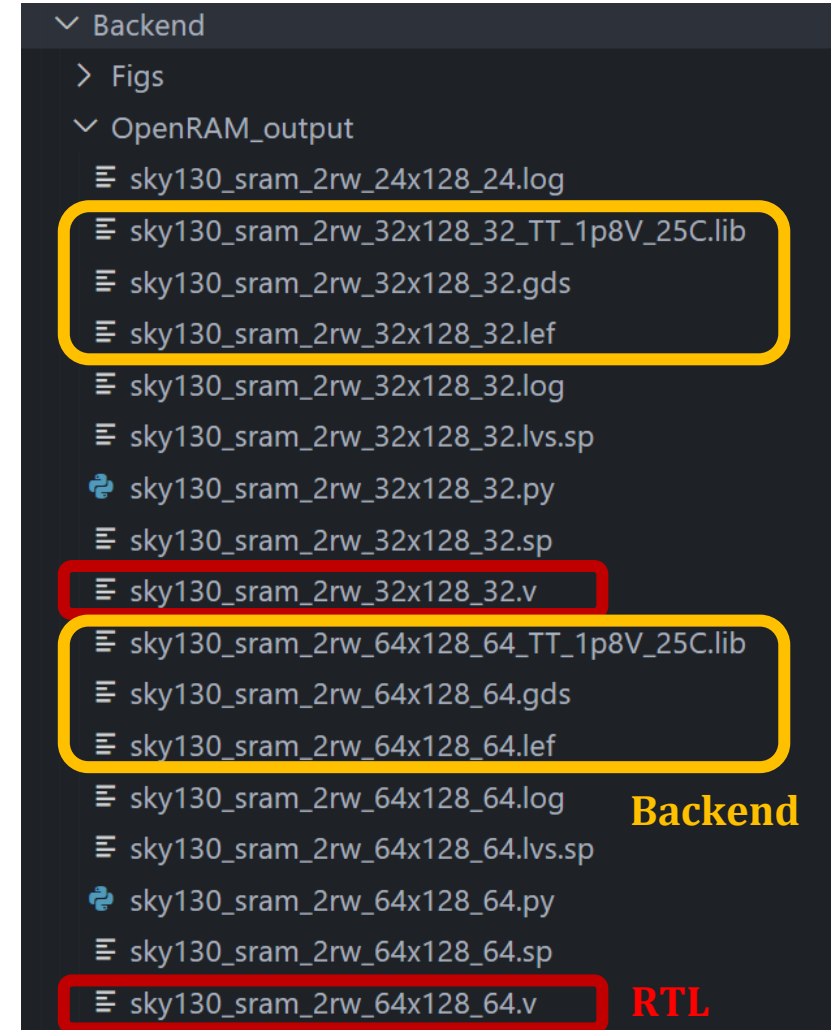 Backend
Figs
OpenRAM_output
sky130_sram_2rw_24x128_24.log
sky130_sram_2rw_32x128_32_TT_1p8V_25C.lib
sky130_sram_2rw_32x128_32.gds
sky130_sram_2rw_32x128_32.lef
sky130_sram_2rw_32x128_32.log
sky130_sram_2rw_32x128_32.lvs.sp
sky130_sram_2rw_32x128_32.py
sky130_sram_2rw_32x128_32.sp
sky130_sram_2rw_32x128_32.v
sky130_sram_2rw_64x128_64_TT_1p8V_25C.lib
sky130_sram_2rw_64x128_64.gds
sky130_sram_2rw_64x128_64.lef
sky130_sram_2rw_64x128_64.log
Backend
sky130_sram_2rw_64x128_64.lvs.sp
sky130_sram_2rw_64x128_64.py
sky130_sram_2rw_64x128_64.sp
sky130_sram_2rw_64x128_64.v
RTL